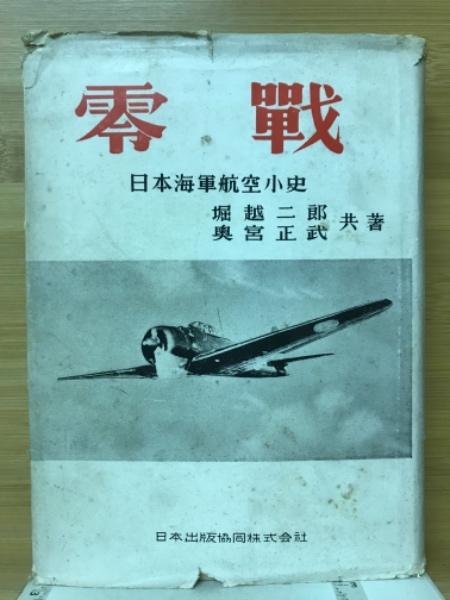 零戰
日本海軍航空小史
堀越二郎
奥宮正武
共著
日本出版協同株式会社